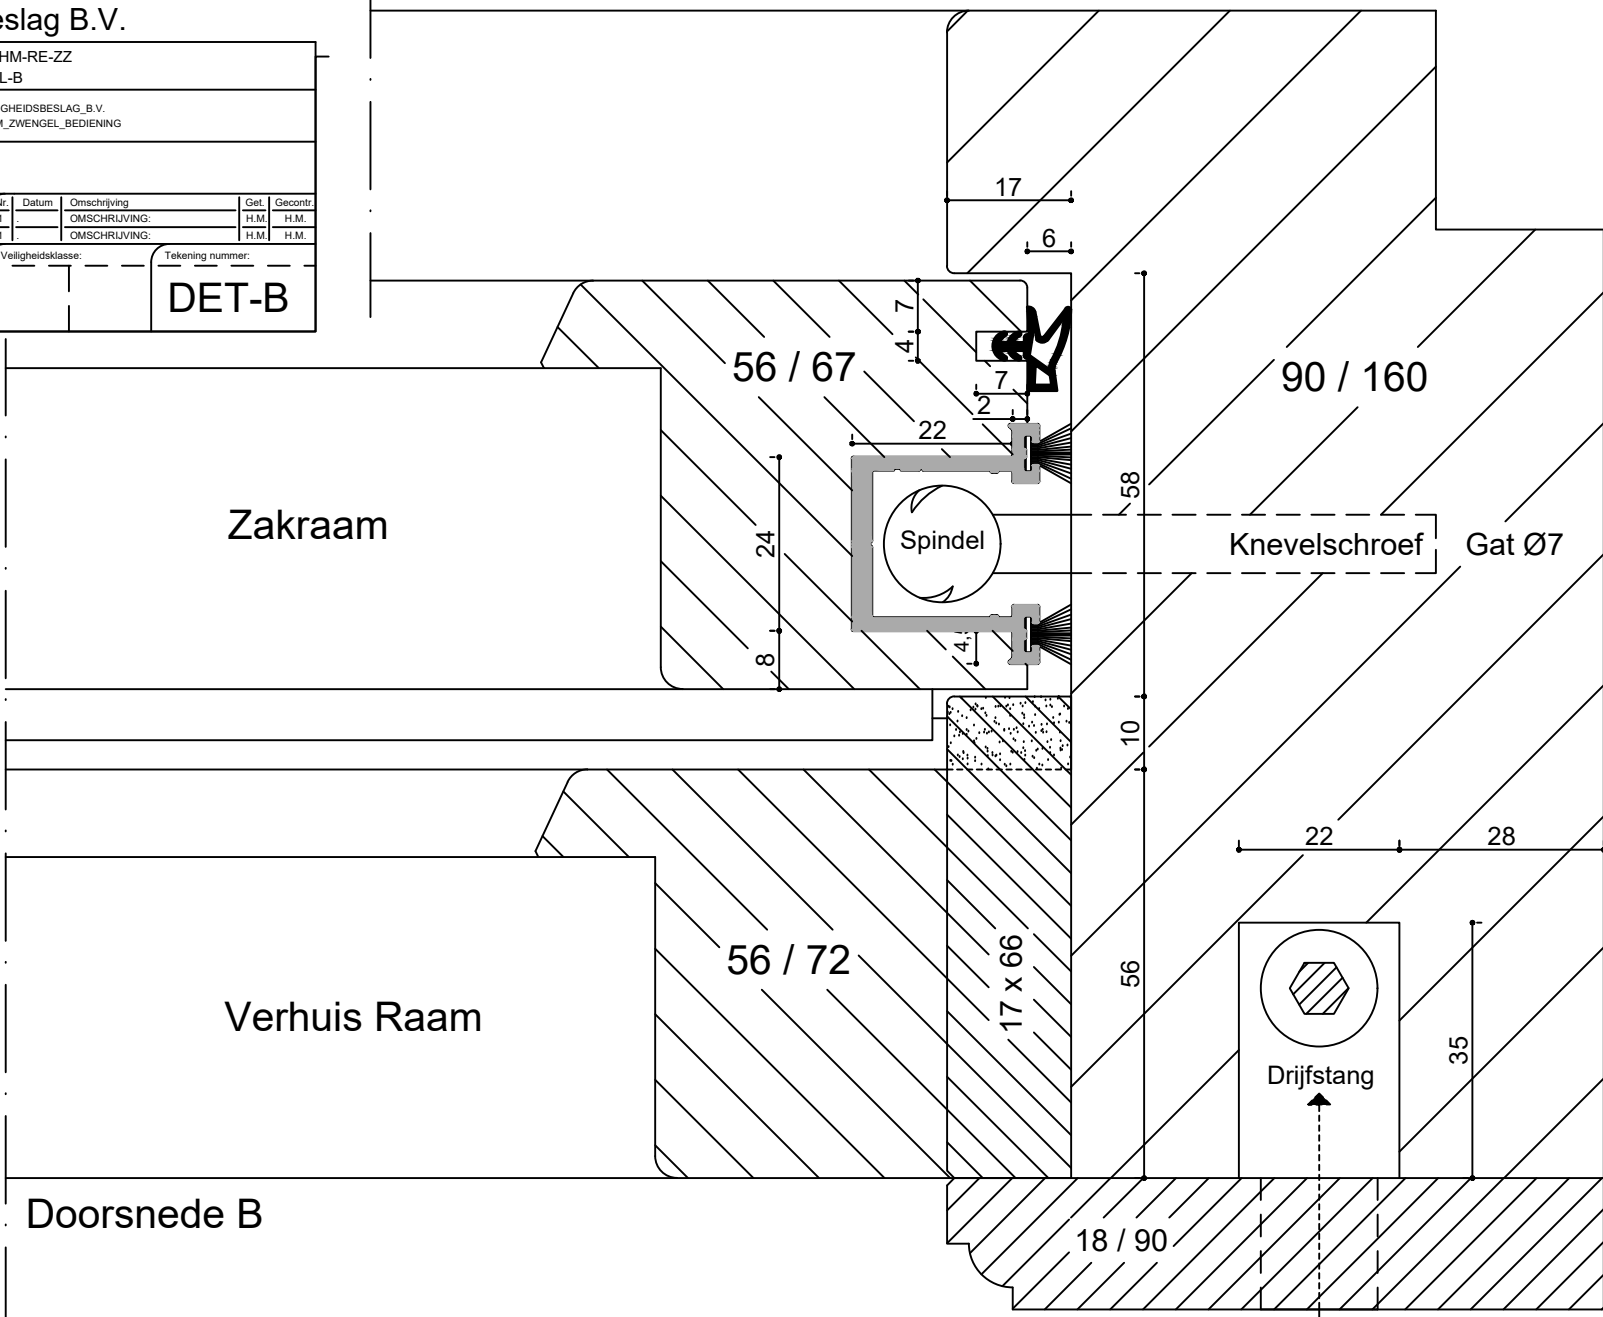 eslag B.V.
HM-RE-ZZ
L-B
GHEIDSBESLAG_B.V.
M_ZWENGEL_BEDIENING
Nr. Datum Omschrijving Get. Gecontr.
. OMSCHRIJVING: H.M. H.M.
. OMSCHRIJVING: H.M. H.M.
Veiligheidsklasse: Tekening nummer:
DET-B
17
6
7
4
56 / 67
90 / 160
7
2
22
58
Zakraam
24
Spindel
Knevelschroef Gat Ø7
8
4,
10
22
28
56 / 72
17 x 66
56
Verhuis Raam
35
Drijfstang
Doorsnede B
18 / 90